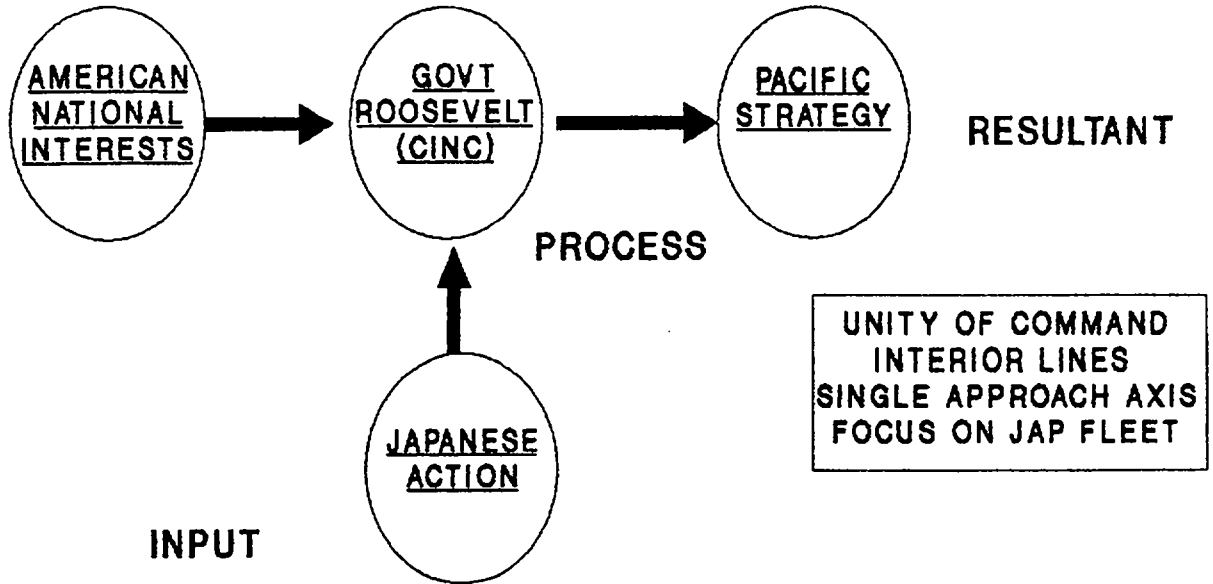 AMERICAN
NATIONAL
INTERESTS
GOVT
ROOSEVELT
(CINC)
PACIFIC
STRATEGY
RESULTANT
PROCESS
UNITY OF COMMAND
INTERIOR LINES
SINGLE APPROACH AXIS
FOCUS ON JAP FLEET
JAPANESE
ACTION
INPUT